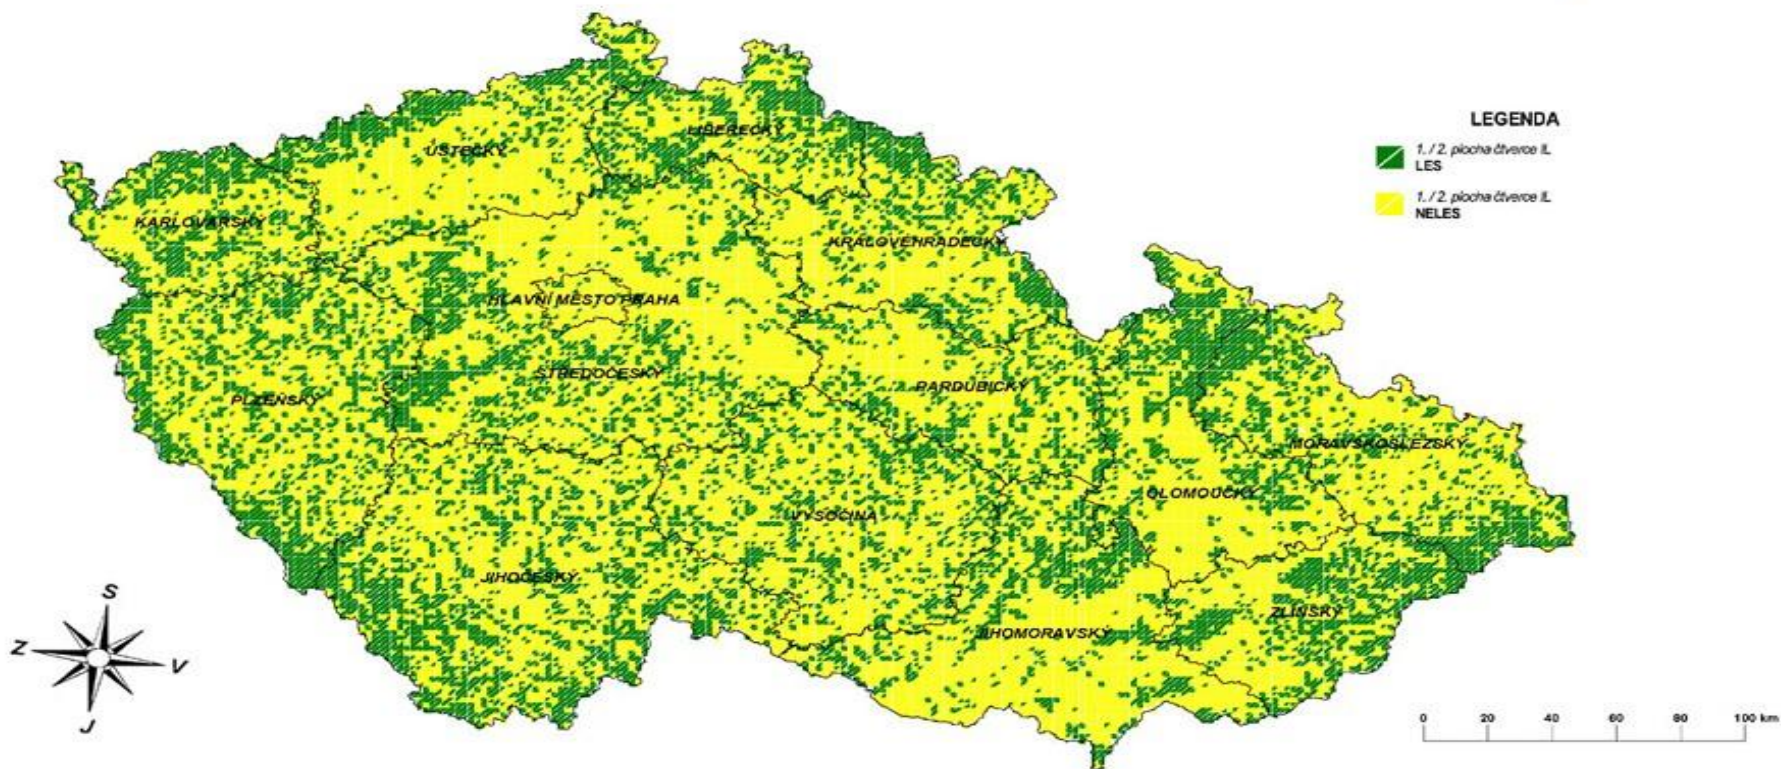 LIBERECKÝ
ÚSTECKÝ
KARLOVARSKÝ
KRÁLOVÉHRADECKÝ
HLAVNÍ MĚSTO PRAHA
STŘEDOČESKÝ
PARDUBICKÝ
PLZEŇSKÝ
MORAVSKOSLEZSKÝ
OLOMOUCKÝ
VYSOČINA
JIHOČESKÝ
ZLÍNSKÝ
JIHOMORAVSKÝ
LEGENDA
1. / 2. plocha čtverce IL
LES
1. / 2. plocha čtverce IL
NELES
S
Z
V
J
0 20 40 60 80 100 km